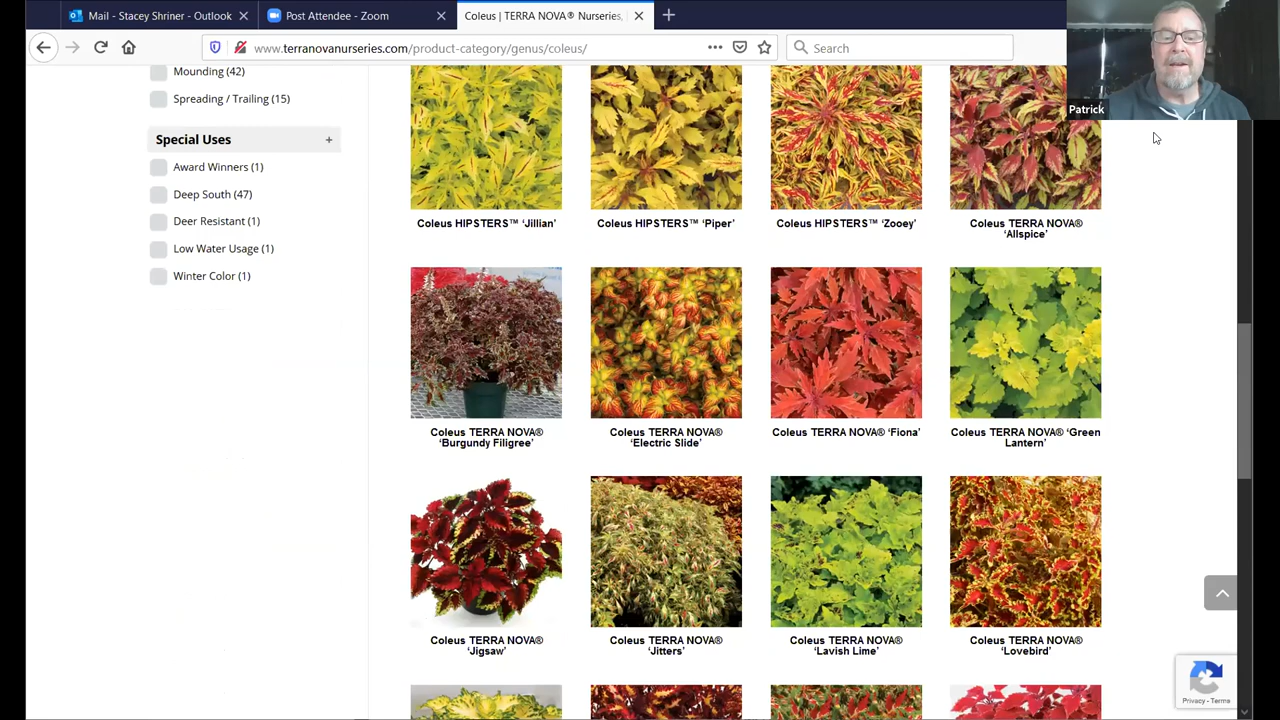 Mail - Stacey Shriner - Outlook
Post Attendee - Zoom
Coleus | TERRA NOVA® Nurseries,
www.terranovanurseries.com/product-category/genus/coleus/
Search
Patrick
Mounding (42)
Spreading / Trailing (15)
Special Uses +
Award Winners (1)
Deep South (47)
Deer Resistant (1)
Low Water Usage (1)
Winter Color (1)
Coleus HIPSTERS™ ‘Jillian’
Coleus HIPSTERS™ ‘Piper’
Coleus HIPSTERS™ ‘Zooey’
Coleus TERRA NOVA®
‘Allspice’
Coleus TERRA NOVA®
‘Burgundy Filigree’
Coleus TERRA NOVA®
‘Electric Slide’
Coleus TERRA NOVA® ‘Fiona’
Coleus TERRA NOVA® ‘Green
Lantern’
Coleus TERRA NOVA®
‘Jigsaw’
Coleus TERRA NOVA®
‘Jitters’
Coleus TERRA NOVA®
‘Lavish Lime’
Coleus TERRA NOVA®
‘Lovebird’
Privacy - Terms